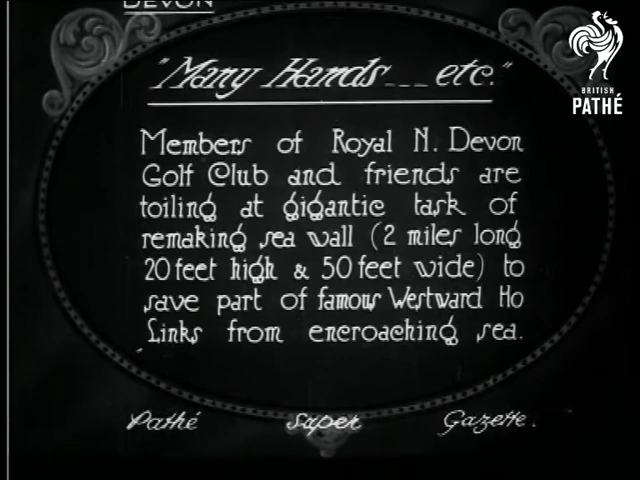 DEVON
"Many Hands___etc."
Members of Royal N. Devon
Golf Club and friends are
toiling at gigantic task of
remaking sea wall (2 miles long
20 feet high & 50 feet wide) to
save part of famous Westward Ho
Links from encroaching sea.
Pathé Super Gazette.
BRITISH
PATHÉ